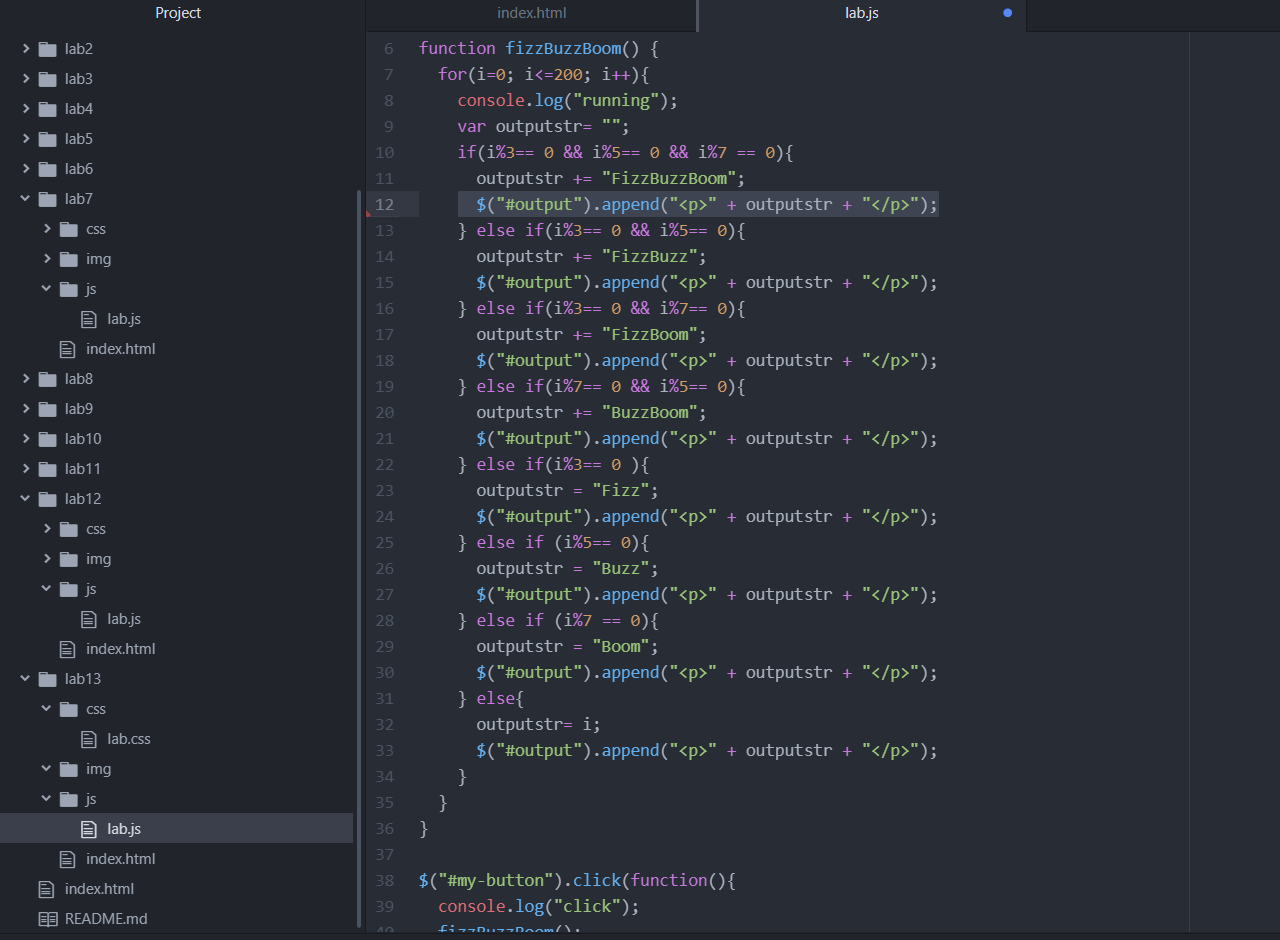 Project
lab2
lab3
lab4
lab5
lab6
lab7
css
img
js
lab.js
index.html
lab8
lab9
lab10
lab11
lab12
css
img
js
lab.js
index.html
lab13
css
lab.css
img
js
lab.js
index.html
index.html
README.md
index.html
lab.js
6 function fizzBuzzBoom() {
7 for(i=0; i<=200; i++){
8 console.log("running");
9 var outputstr= "";
10 if(i%3== 0 && i%5== 0 && i%7 == 0){
11 outputstr += "FizzBuzzBoom";
12 $("#output").append("<p>" + outputstr + "</p>");
13 } else if(i%3== 0 && i%5== 0){
14 outputstr += "FizzBuzz";
15 $("#output").append("<p>" + outputstr + "</p>");
16 } else if(i%3== 0 && i%7== 0){
17 outputstr += "FizzBoom";
18 $("#output").append("<p>" + outputstr + "</p>");
19 } else if(i%7== 0 && i%5== 0){
20 outputstr += "BuzzBoom";
21 $("#output").append("<p>" + outputstr + "</p>");
22 } else if(i%3== 0 ){
23 outputstr = "Fizz";
24 $("#output").append("<p>" + outputstr + "</p>");
25 } else if (i%5== 0){
26 outputstr = "Buzz";
27 $("#output").append("<p>" + outputstr + "</p>");
28 } else if (i%7 == 0){
29 outputstr = "Boom";
30 $("#output").append("<p>" + outputstr + "</p>");
31 } else{
32 outputstr= i;
33 $("#output").append("<p>" + outputstr + "</p>");
34 }
35 }
36 }
37
38 $("#my-button").click(function(){
39 console.log("click");
40 fizzBuzzBoom();